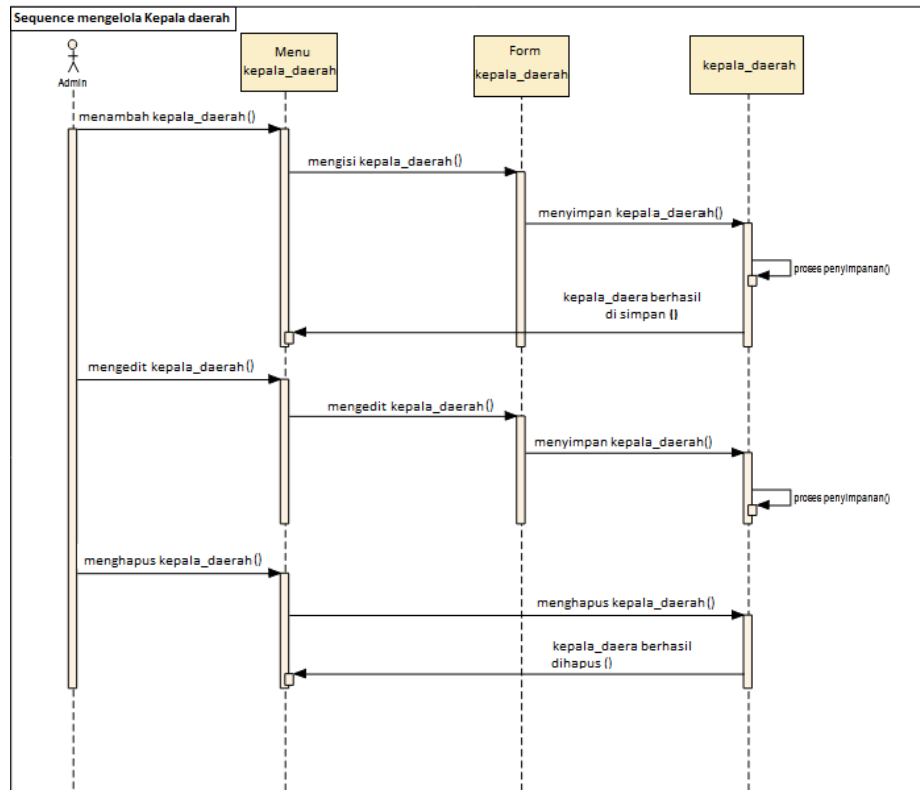 Sequence mengelola Kepala daerah
Admin
Menu
kepala_daerah
Form
kepala_daerah
kepala_daerah
menambah kepala_daerah()
mengisi kepala_daerah()
menyimpan kepala_daerah()
proses penyimpanan()
kepala_daera berhasil
di simpan ()
mengedit kepala_daerah()
mengedit kepala_daerah()
menyimpan kepala_daerah()
proses penyimpanan()
menghapus kepala_daerah()
menghapus kepala_daerah()
kepala_daera berhasil
dihapus ()